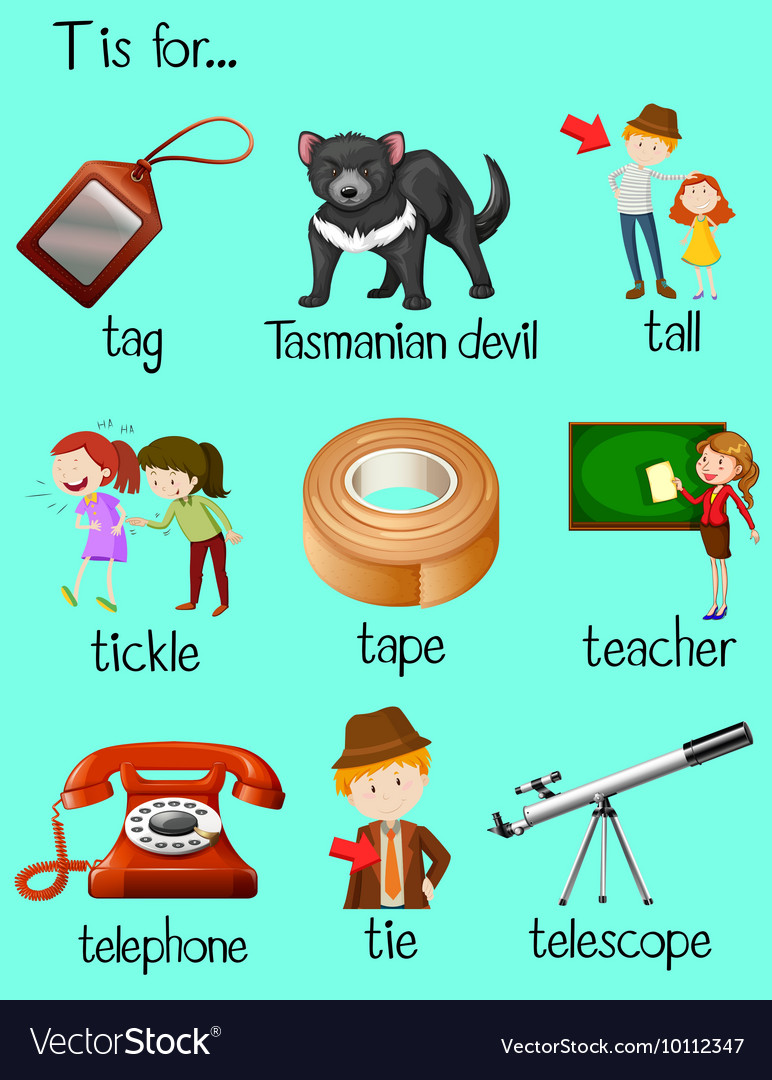 T is for...
tag
Tasmanian devil
tall
HA HA
tickle
tape
teacher
telephone
tie
telescope
VectorStock®
VectorStock.com/10112347